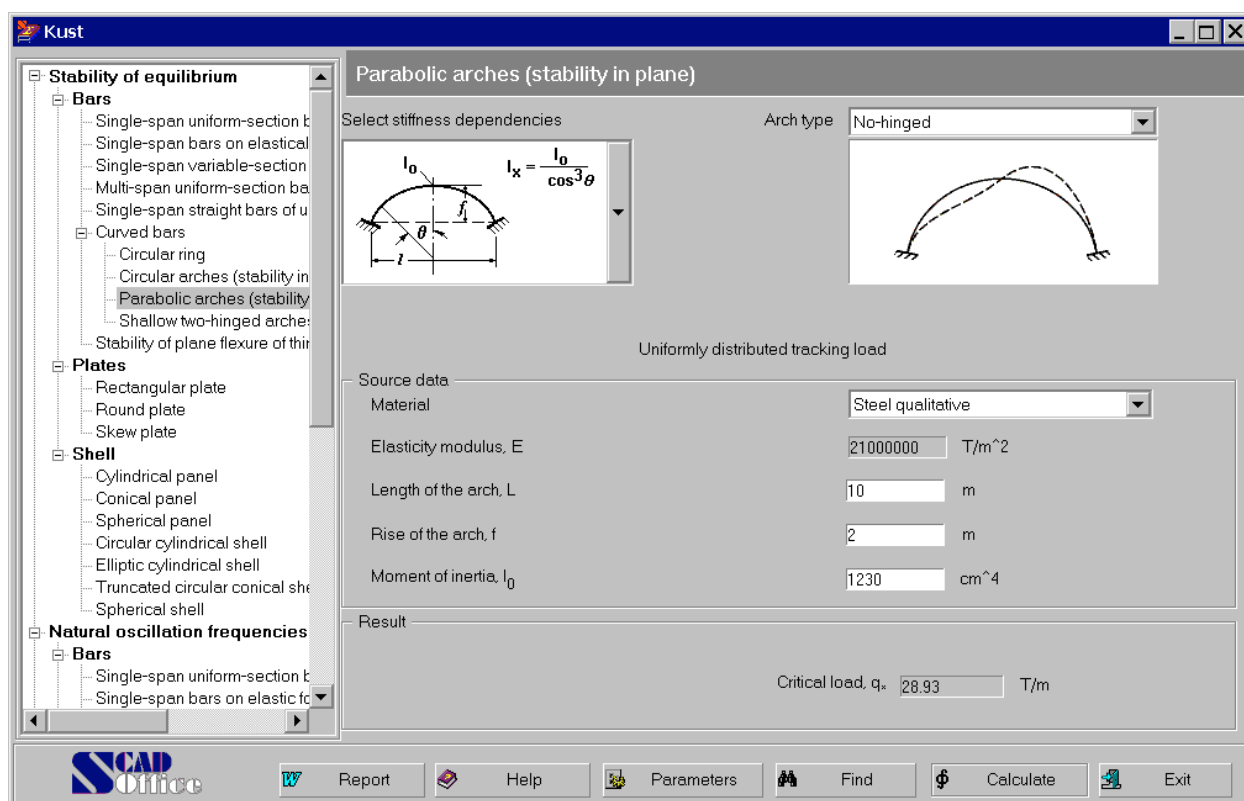 Kust
Stability of equilibrium
Bars
Single-span uniform-section b
Single-span bars on elastical
Single-span variable-section
Multi-span uniform-section ba
Single-span straight bars of u
Curved bars
Circular ring
Circular arches (stability in
Parabolic arches (stability
Shallow two-hinged arches
Stability of plane flexure of thin
Plates
Rectangular plate
Round plate
Skew plate
Shell
Cylindrical panel
Conical panel
Spherical panel
Circular cylindrical shell
Elliptic cylindrical shell
Truncated circular conical she
Spherical shell
Natural oscillation frequencies
Bars
Single-span uniform-section b
Single-span bars on elastic fo
Parabolic arches (stability in plane)
Select stiffness dependencies
I₀
Iₓ = I₀ / cos³θ
f
θ
l
Arch type No-hinged
Uniformly distributed tracking load
Source data
Material Steel qualitative
Elasticity modulus, E 21000000 T/m^2
Length of the arch, L 10 m
Rise of the arch, f 2 m
Moment of inertia, I₀ 1230 cm^4
Result
Critical load, q* 28.93 T/m
SCAD Office
Report Help Parameters Find Calculate Exit